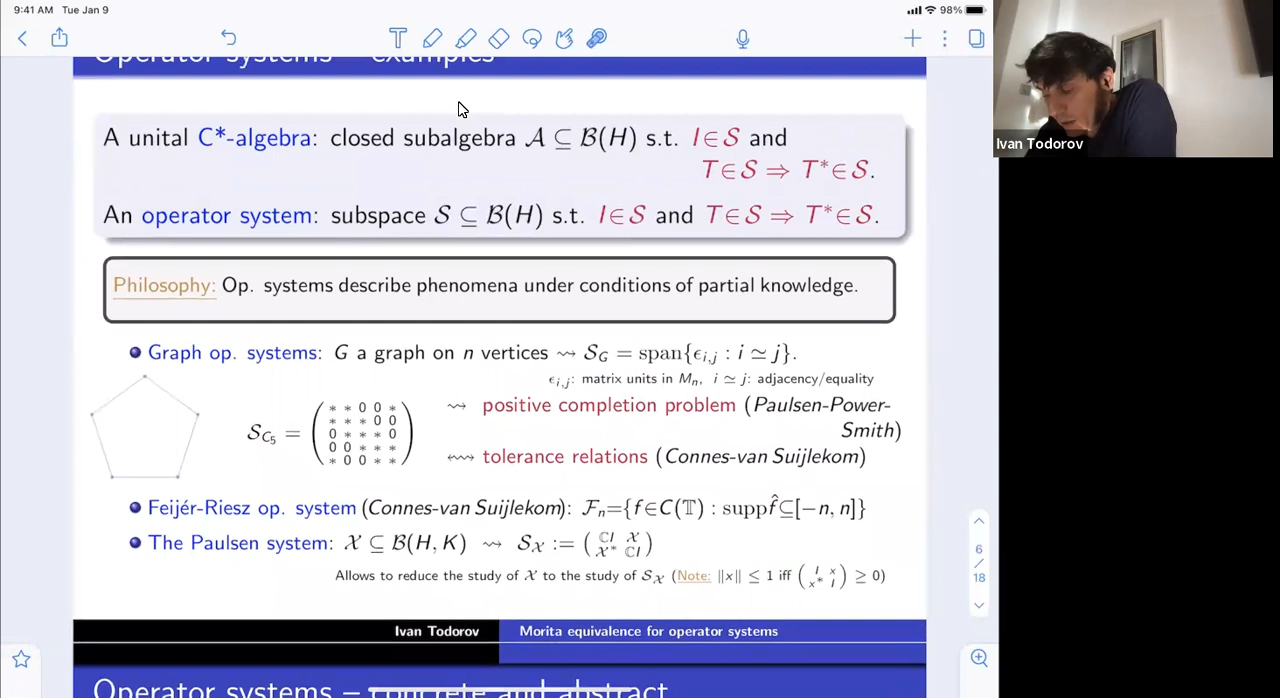 9:41 AM Tue Jan 9
98%
Operator systems – examples
A unital C*-algebra: closed subalgebra 𝒜 ⊆ ℬ(H) s.t. I∈𝒮 and
T∈𝒮 ⇒ T*∈𝒮.
An operator system: subspace 𝒮 ⊆ ℬ(H) s.t. I∈𝒮 and T∈𝒮 ⇒ T*∈𝒮.
Philosophy: Op. systems describe phenomena under conditions of partial knowledge.
Graph op. systems: G a graph on n vertices ⇝ 𝒮_G = span{ϵ_{i,j} : i ≃ j}.
ϵ_{i,j}: matrix units in M_n, i ≃ j: adjacency/equality
⇝ positive completion problem (Paulsen-Power-
Smith)
𝒮_{C_5} =
* * 0 0 *
* * * 0 0
0 * * * 0
0 0 * * *
* 0 0 * *
↭ tolerance relations (Connes-van Suijlekom)
Feijér-Riesz op. system (Connes-van Suijlekom): ℱ_n={f∈C(𝕋) : suppf̂⊆[−n, n]}
The Paulsen system: 𝒳 ⊆ ℬ(H, K) ⇝ 𝒮_𝒳 := ( ℂI 𝒳
𝒳* ℂI )
Allows to reduce the study of 𝒳 to the study of 𝒮_𝒳 (Note: ‖x‖ ≤ 1 iff ( I x
x* I ) ≥ 0)
Ivan Todorov
Morita equivalence for operator systems
Operator systems – concrete and abstract
6
/
18
Ivan Todorov